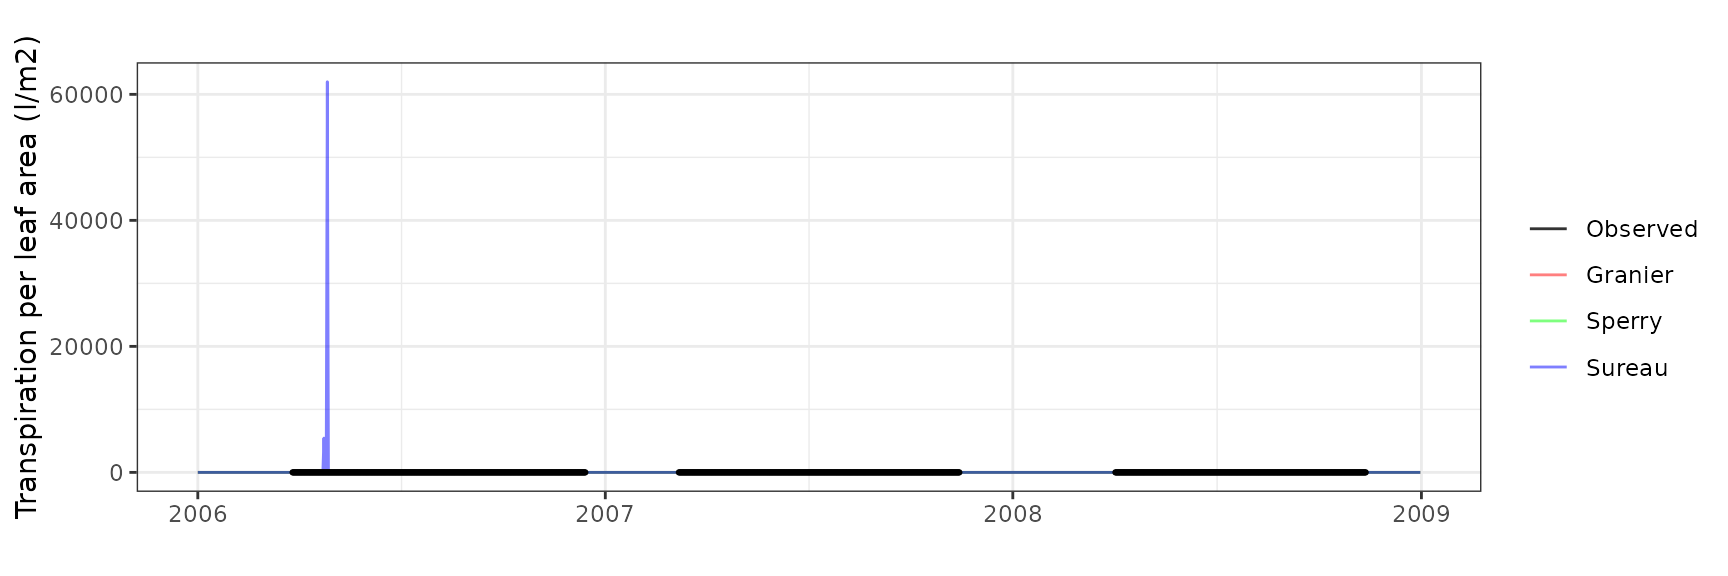 Transpiration per leaf area (l/m2)
60000
40000
20000
0
2006
2007
2008
2009
Observed
Granier
Sperry
Sureau